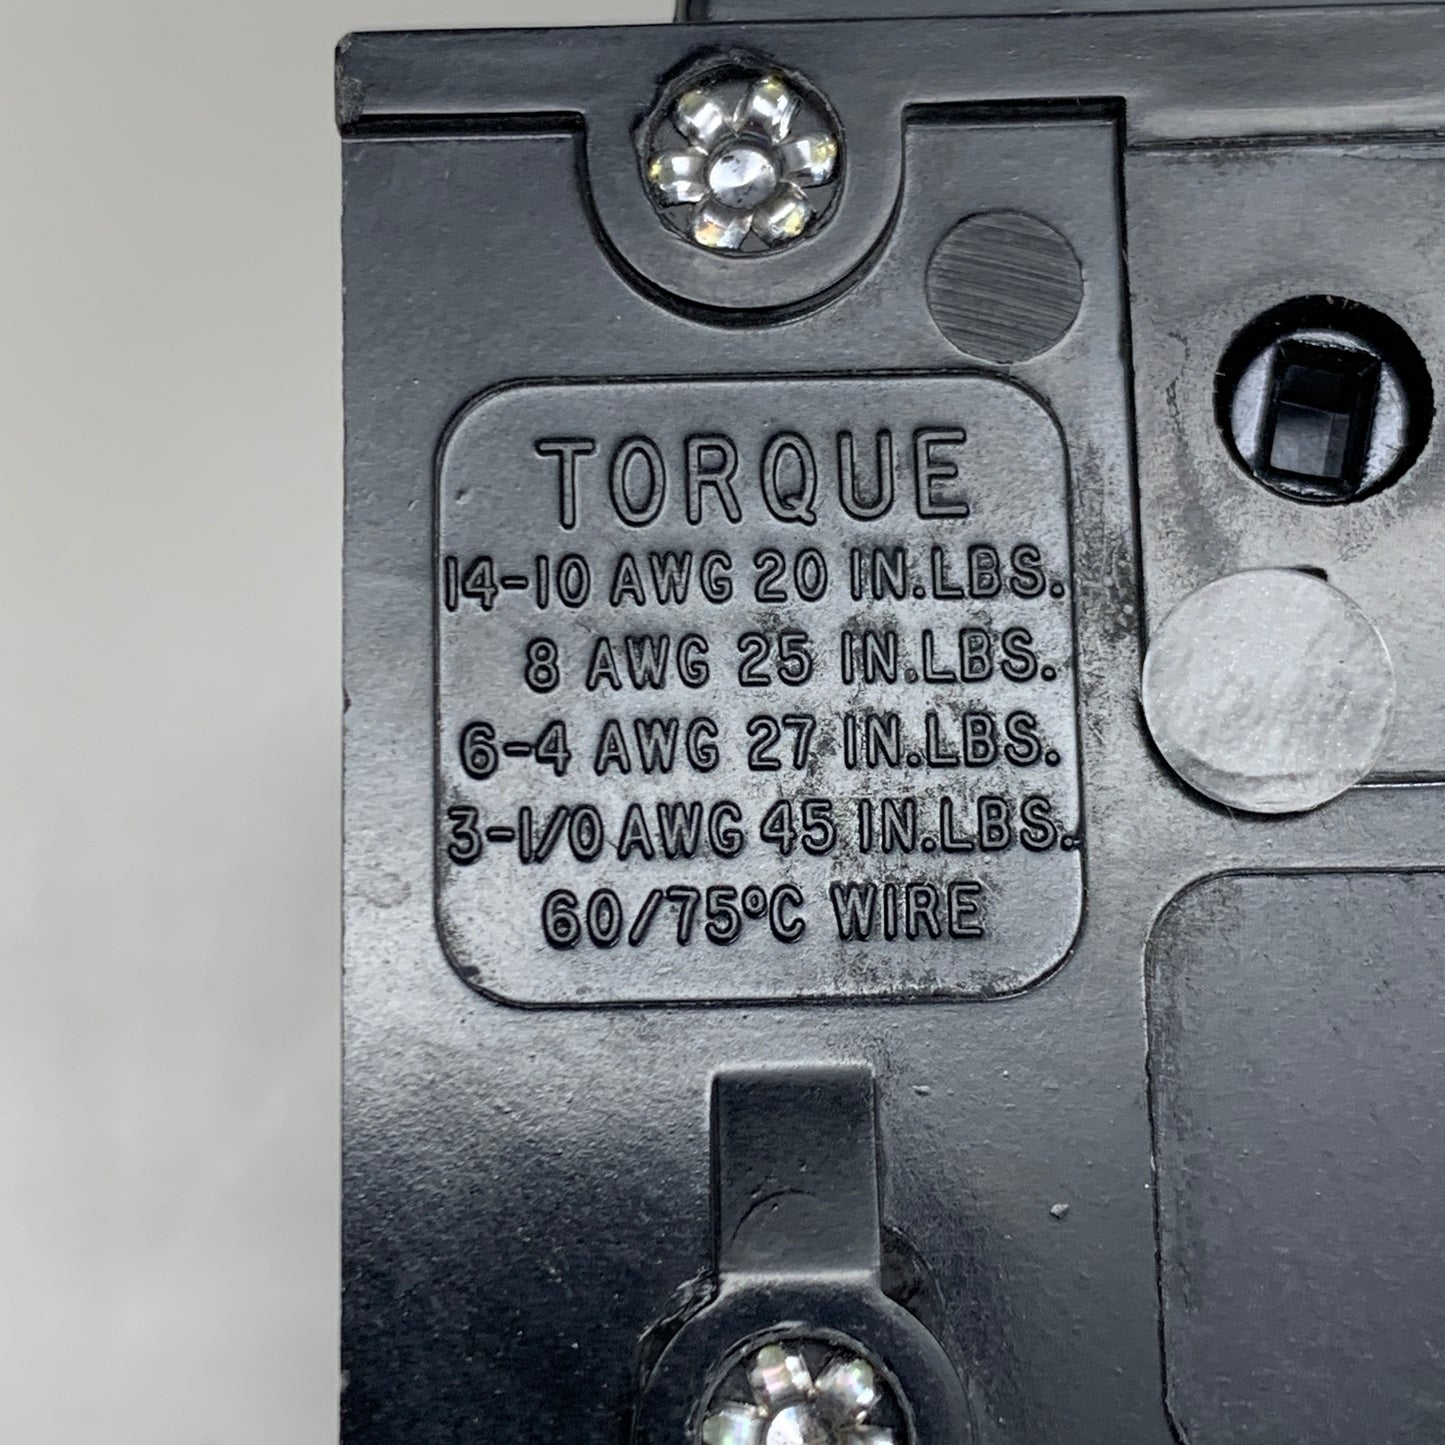 TORQUE
14-10 AWG 20 IN.LBS.
8 AWG 25 IN.LBS.
6-4 AWG 27 IN.LBS.
3-1/0 AWG 45 IN.LBS.
60/75°C WIRE